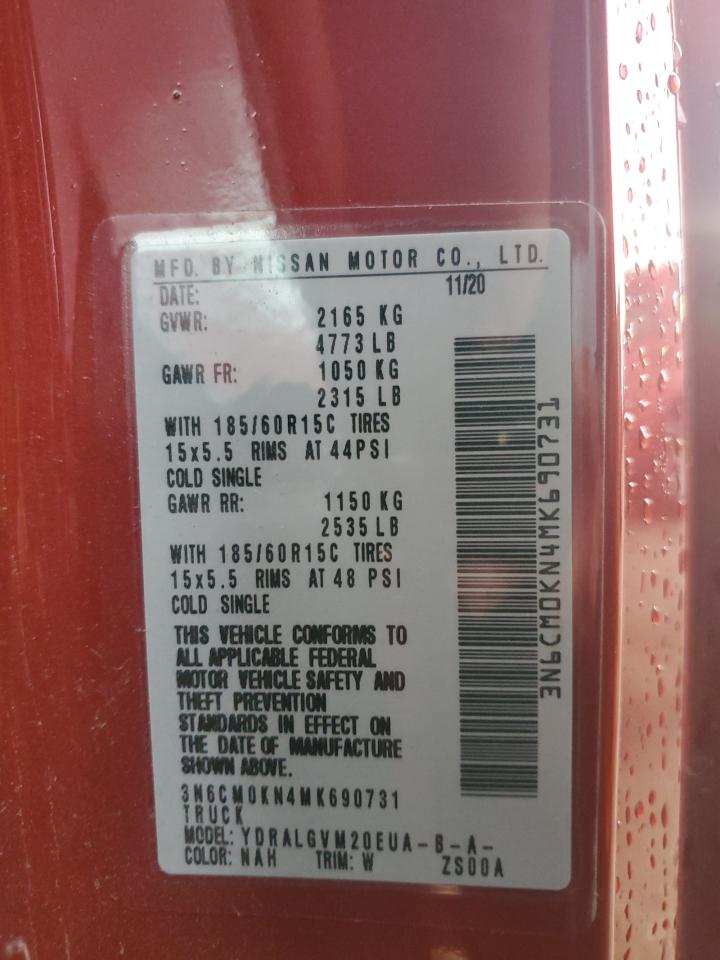 MFD. BY NISSAN MOTOR CO., LTD.
DATE: 11/20
GVWR: 2165 KG
4773 LB
GAWR FR: 1050 KG
2315 LB
WITH 185/60R15C TIRES
15x5.5 RIMS AT 44PSI
COLD SINGLE
GAWR RR: 1150 KG
2535 LB
WITH 185/60R15C TIRES
15x5.5 RIMS AT 48 PSI
COLD SINGLE
THIS VEHICLE CONFORMS TO
ALL APPLICABLE FEDERAL
MOTOR VEHICLE SAFETY AND
THEFT PREVENTION
STANDARDS IN EFFECT ON
THE DATE OF MANUFACTURE
SHOWN ABOVE.
3N6CM0KN4MK690731
TRUCK
MODEL: YDRALGVM20EUA-B-A-
COLOR: NAH TRIM: W ZS00A
3N6CM0KN4MK690731